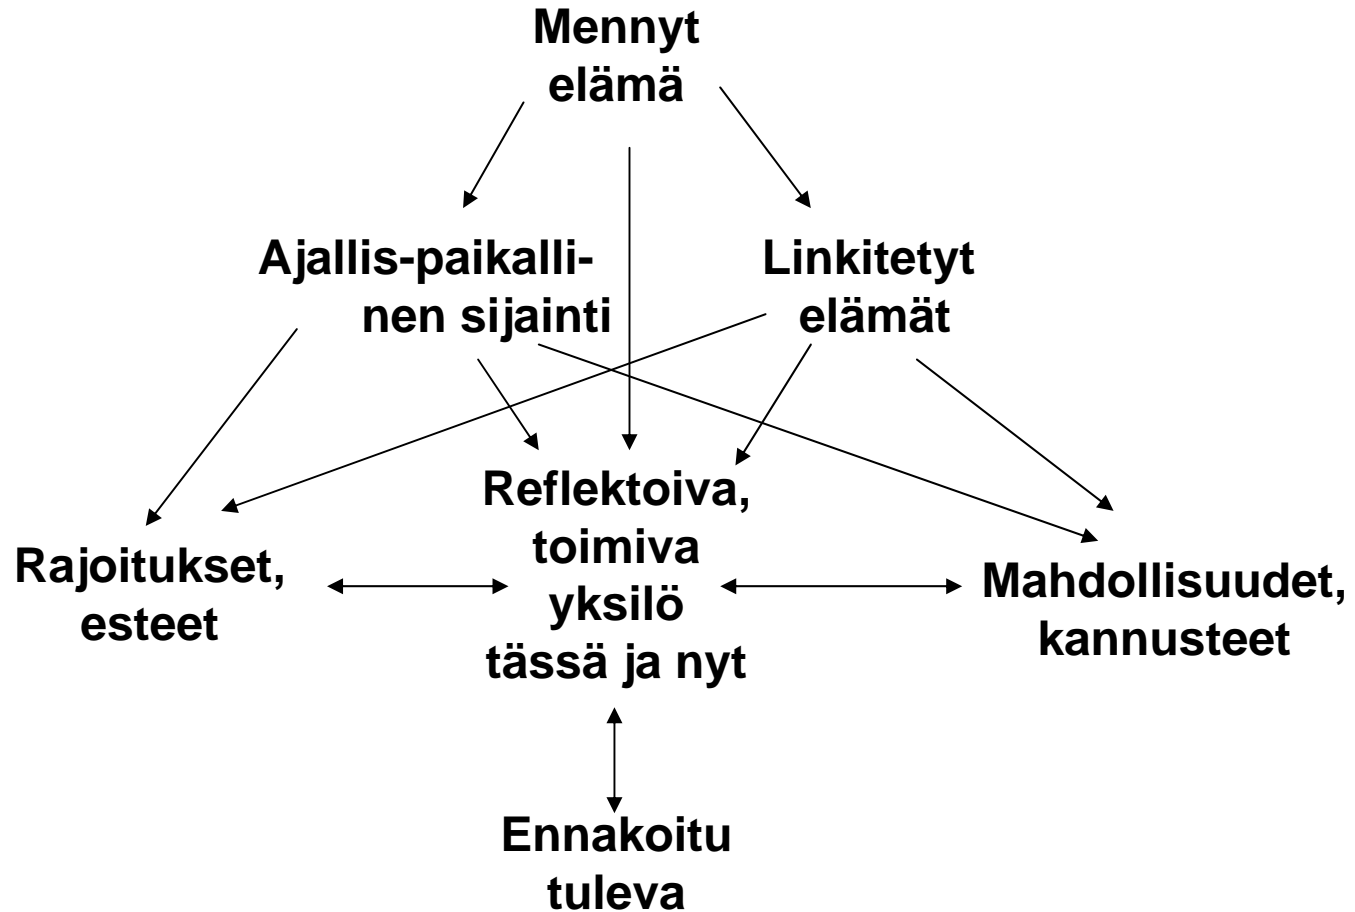 Mennyt
elämä
Ajallis-paikalli-
nen sijainti
Linkitetyt
elämät
Reflektoiva,
toimiva
yksilö
tässä ja nyt
Rajoitukset,
esteet
Mahdollisuudet,
kannusteet
Ennakoitu
tuleva